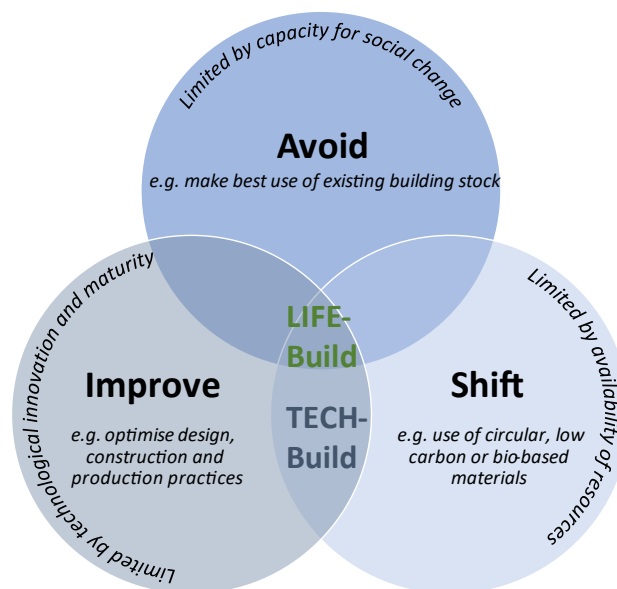 Limited by capacity for social change
Avoid
e.g. make best use of existing building stock
Limited by technological innovation and maturity
Improve
e.g. optimise design,
construction and
production practices
LIFE-
Build
TECH-
Build
Shift
e.g. use of circular, low
carbon or bio-based
materials
Limited by availability of resources